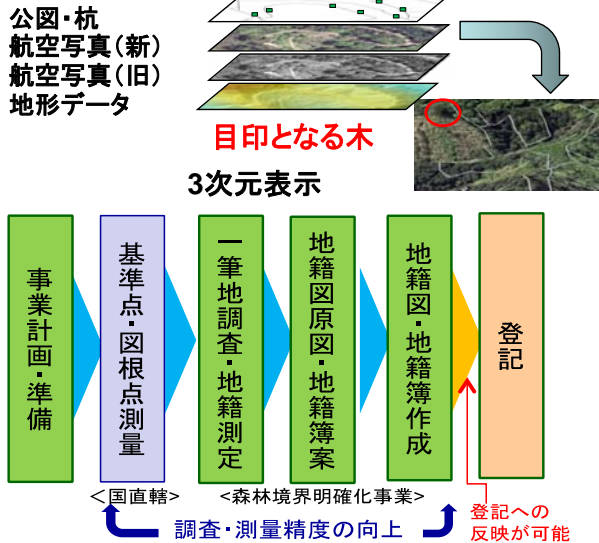 公図・杭
航空写真(新)
航空写真(旧)
地形データ
目印となる木
3次元表示
事業計画・準備
基準点・図根点測量
一筆地調査・地籍測定
地籍図原図・地籍簿案
地籍図・地籍簿作成
登記
<国直轄>
<森林境界明確化事業>
調査・測量精度の向上
登記への
反映が可能